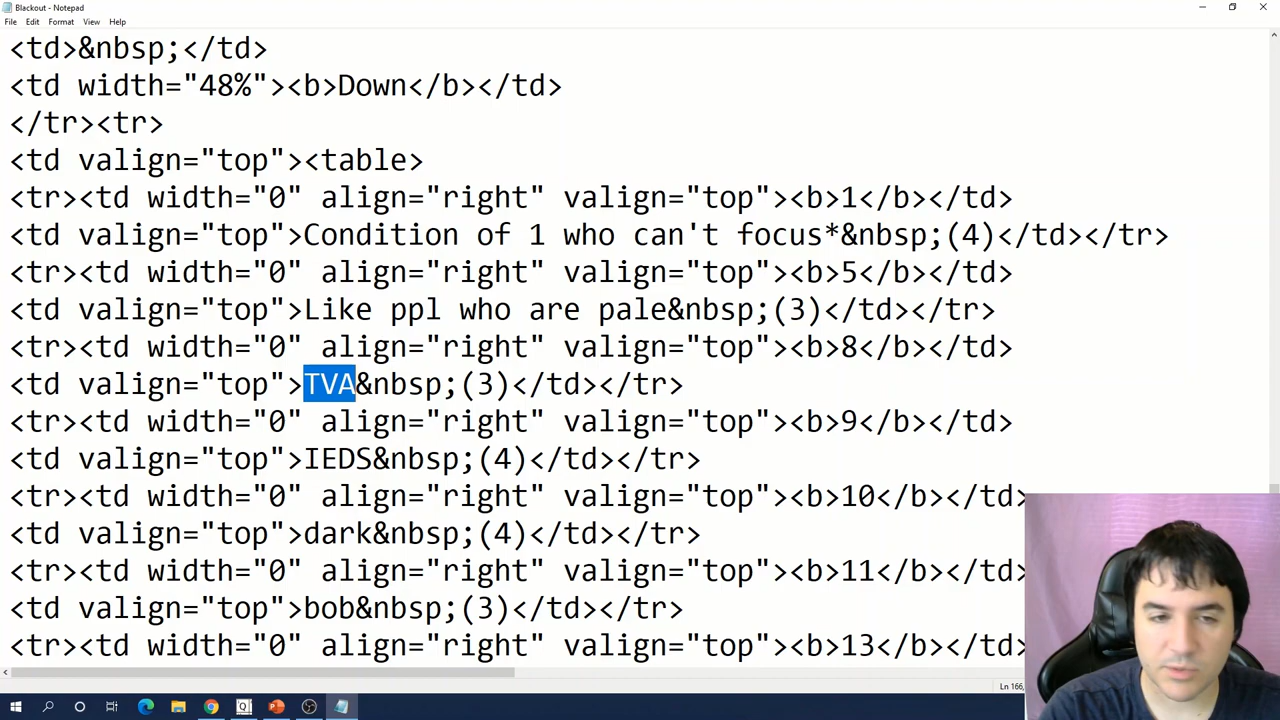 Blackout - Notepad
File Edit Format View Help
<td>&nbsp;</td>
<td width="48%"><b>Down</b></td>
</tr><tr>
<td valign="top"><table>
<tr><td width="0" align="right" valign="top"><b>1</b></td>
<td valign="top">Condition of 1 who can't focus*&nbsp;(4)</td></tr>
<tr><td width="0" align="right" valign="top"><b>5</b></td>
<td valign="top">Like ppl who are pale&nbsp;(3)</td></tr>
<tr><td width="0" align="right" valign="top"><b>8</b></td>
<td valign="top">TVA&nbsp;(3)</td></tr>
<tr><td width="0" align="right" valign="top"><b>9</b></td>
<td valign="top">IEDS&nbsp;(4)</td></tr>
<tr><td width="0" align="right" valign="top"><b>10</b></td>
<td valign="top">dark&nbsp;(4)</td></tr>
<tr><td width="0" align="right" valign="top"><b>11</b></td>
<td valign="top">bob&nbsp;(3)</td></tr>
<tr><td width="0" align="right" valign="top"><b>13</b></td>
Ln 166,